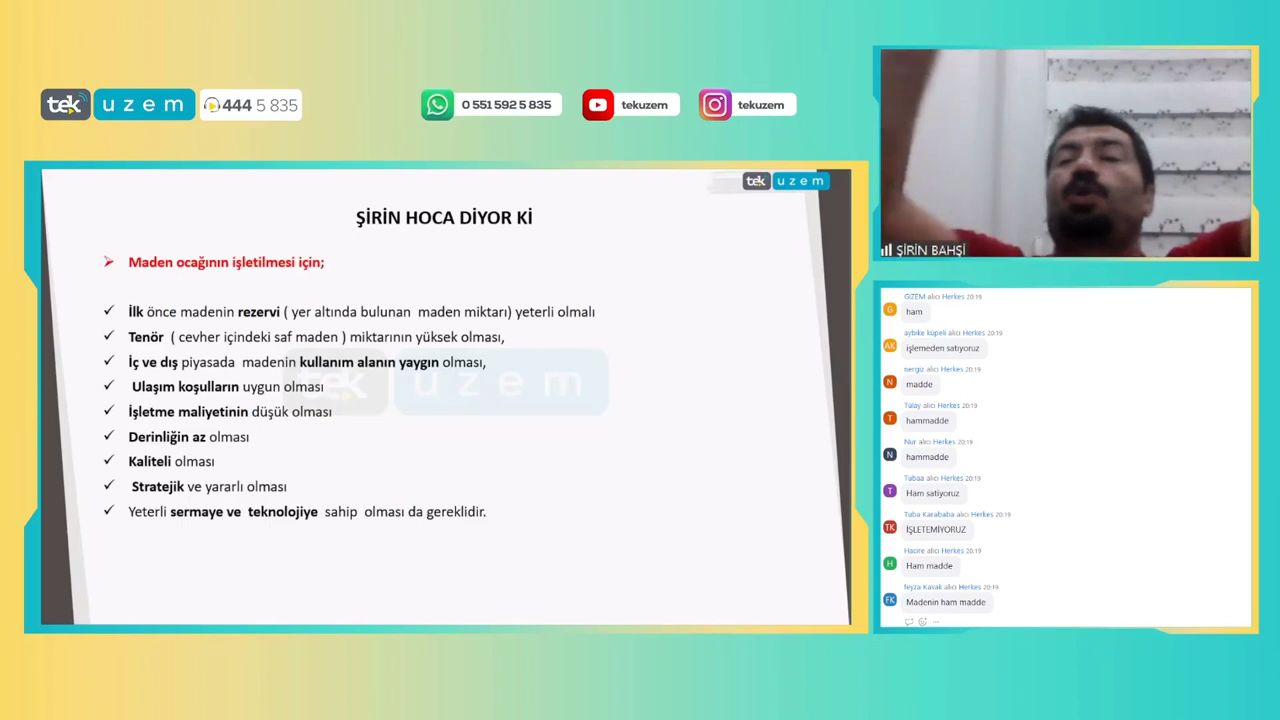 tek uzem 444 5 835
0 551 592 5 835
tekuzem
tekuzem
tek uzem
ŞİRİN HOCA DİYOR Kİ
Maden ocağının işletilmesi için;
İlk önce madenin rezervi ( yer altında bulunan maden miktarı) yeterli olmalı
Tenör ( cevher içindeki saf maden ) miktarının yüksek olması,
İç ve dış piyasada madenin kullanım alanın yaygın olması,
Ulaşım koşulların uygun olması
İşletme maliyetinin düşük olması
Derinliğin az olması
Kaliteli olması
Stratejik ve yararlı olması
Yeterli sermaye ve teknolojiye sahip olması da gereklidir.
tek uzem
ŞİRİN BAHŞİ
GİZEM alıcı Herkes 20:19
G
ham
aybike küpeli alıcı Herkes 20:19
AK
işlemeden satıyoruz
nergiz alıcı Herkes 20:19
N
madde
Tülay alıcı Herkes 20:19
T
hammadde
Nur alıcı Herkes 20:19
N
hammadde
Tubaa alıcı Herkes 20:19
T
Ham satiyoruz
Tuba Karababa alıcı Herkes 20:19
TK
İŞLETEMİYORUZ
Hacire alıcı Herkes 20:19
H
Ham madde
feyza Kavak alıcı Herkes 20:19
FK
Madenin ham madde